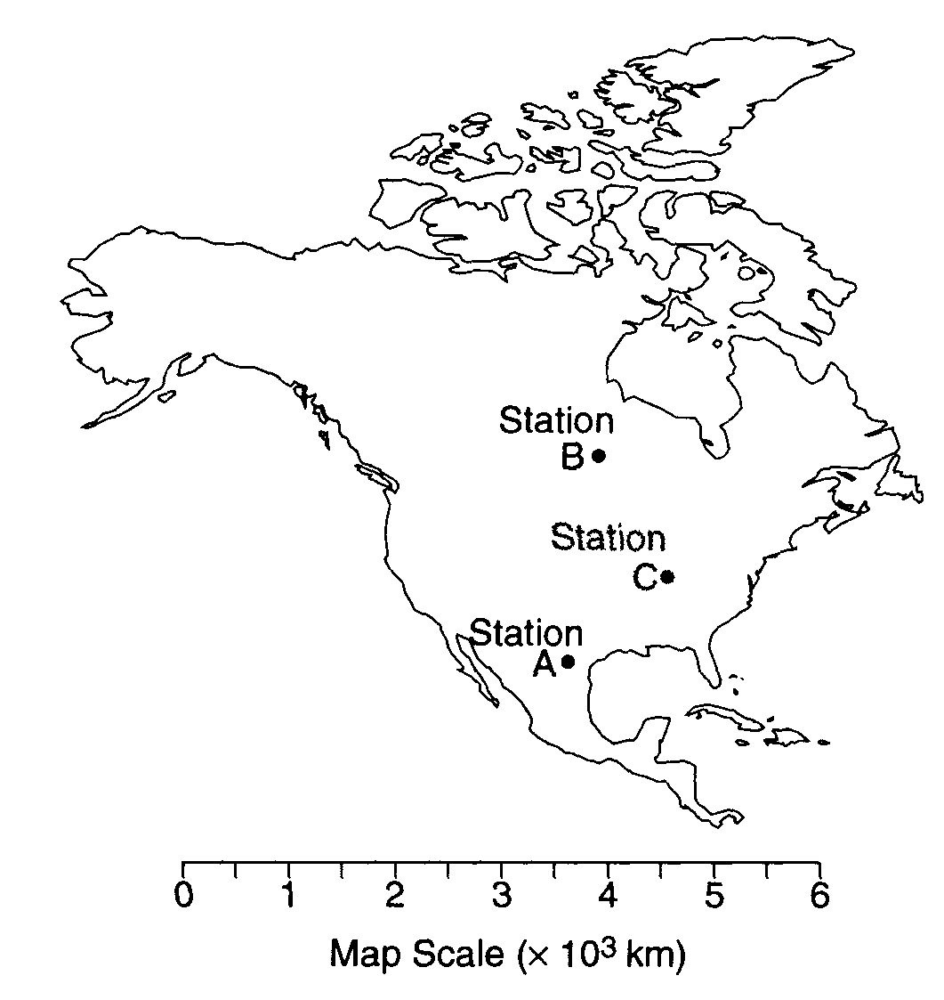 Station
B
Station
C
Station
A
0 1 2 3 4 5 6
Map Scale (× 10³ km)